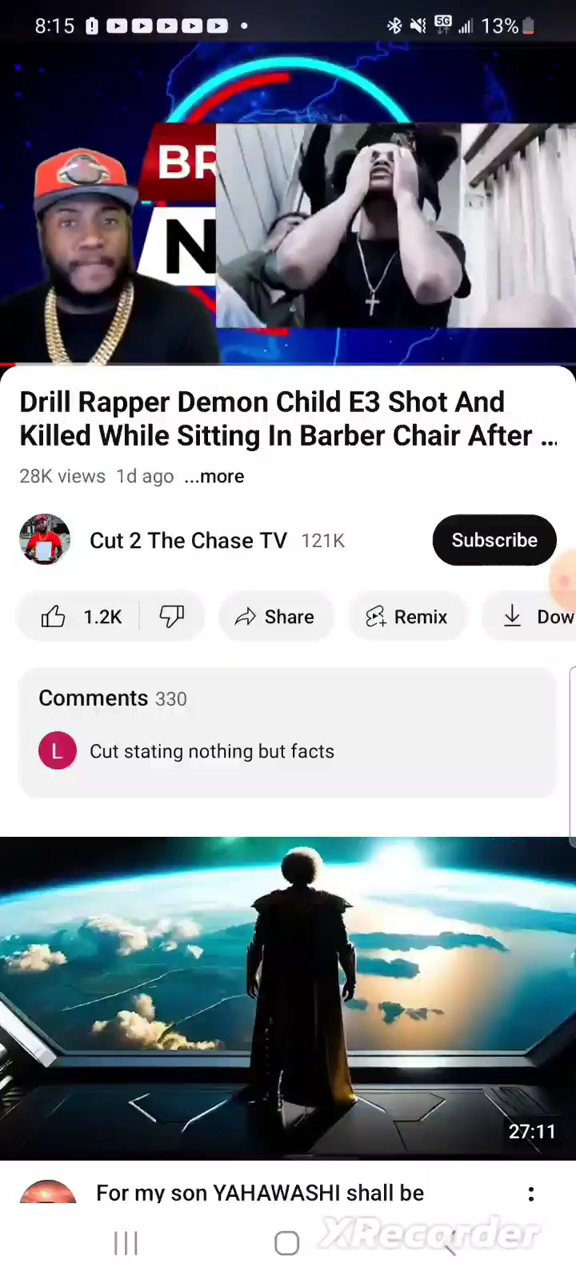 8:15
5G
13%
BR
N
Drill Rapper Demon Child E3 Shot And
Killed While Sitting In Barber Chair After ...
28K views 1d ago ...more
Cut 2 The Chase TV 121K
Subscribe
1.2K
Share
Remix
Dow
Comments 330
L
Cut stating nothing but facts
27:11
For my son YAHAWASHI shall be
XRecorder